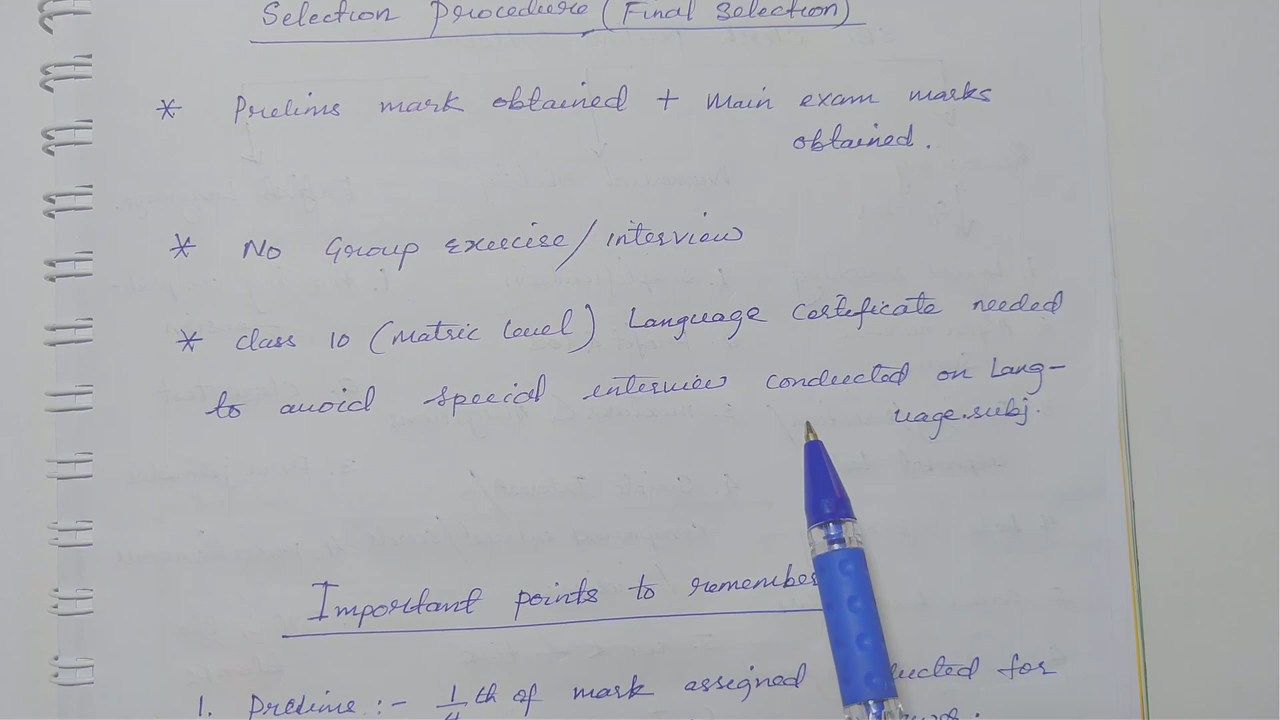 Selection Procedure (Final Selection)
* Prelims mark obtained + Main exam marks
obtained.
* No Group Exercise/interview
* class 10 (Matric level) Language certificate needed
to avoid special interview conducted on Lang-
uage.subj.
Important points to remember
1. Prelims :- 1/4 th of mark assigned for